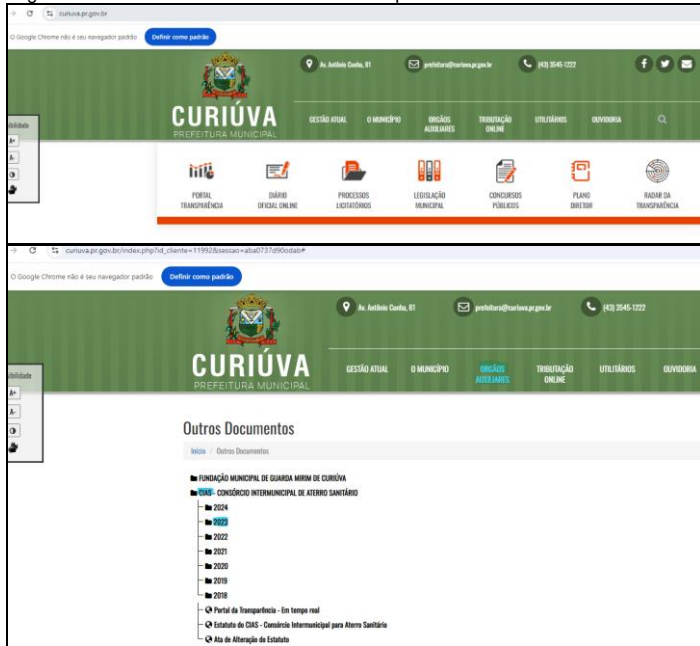 curiuva.pr.gov.br
O Google Chrome não é seu navegador padrão Definir como padrão
Av. Antônio Cunha, 81 prefeitura@curiuva.pr.gov.br (43) 3545-1222
CURIÚVA
PREFEITURA MUNICIPAL
GESTÃO ATUAL O MUNICÍPIO ORGÃOS AUXILIARES TRIBUTAÇÃO ONLINE UTILITÁRIOS OUVIDORIA
A+
A-
PORTAL TRANSPARÊNCIA
DIÁRIO OFICIAL ONLINE
PROCESSOS LICITATÓRIOS
LEGISLAÇÃO MUNICIPAL
CONCURSOS PÚBLICOS
PLANO DIRETOR
RADAR DA TRANSPARÊNCIA
curiuva.pr.gov.br/index.php?id_cliente=11992&sessao=aba0737d90odab#
O Google Chrome não é seu navegador padrão Definir como padrão
Av. Antônio Cunha, 81 prefeitura@curiuva.pr.gov.br (43) 3545-1222
CURIÚVA
PREFEITURA MUNICIPAL
GESTÃO ATUAL O MUNICÍPIO ORGÃOS AUXILIARES TRIBUTAÇÃO ONLINE UTILITÁRIOS OUVIDORIA
A+
A-
Outros Documentos
Início / Outros Documentos
FUNDAÇÃO MUNICIPAL DE GUARDA MIRIM DE CURIÚVA
CIAS - CONSÓRCIO INTERMUNICIPAL DE ATERRO SANITÁRIO
2024
2023
2022
2021
2020
2019
2018
Portal da Transparência - Em tempo real
Estatuto do CIAS - Consórcio Intermunicipal para Aterro Sanitário
Ata de Alteração do Estatuto